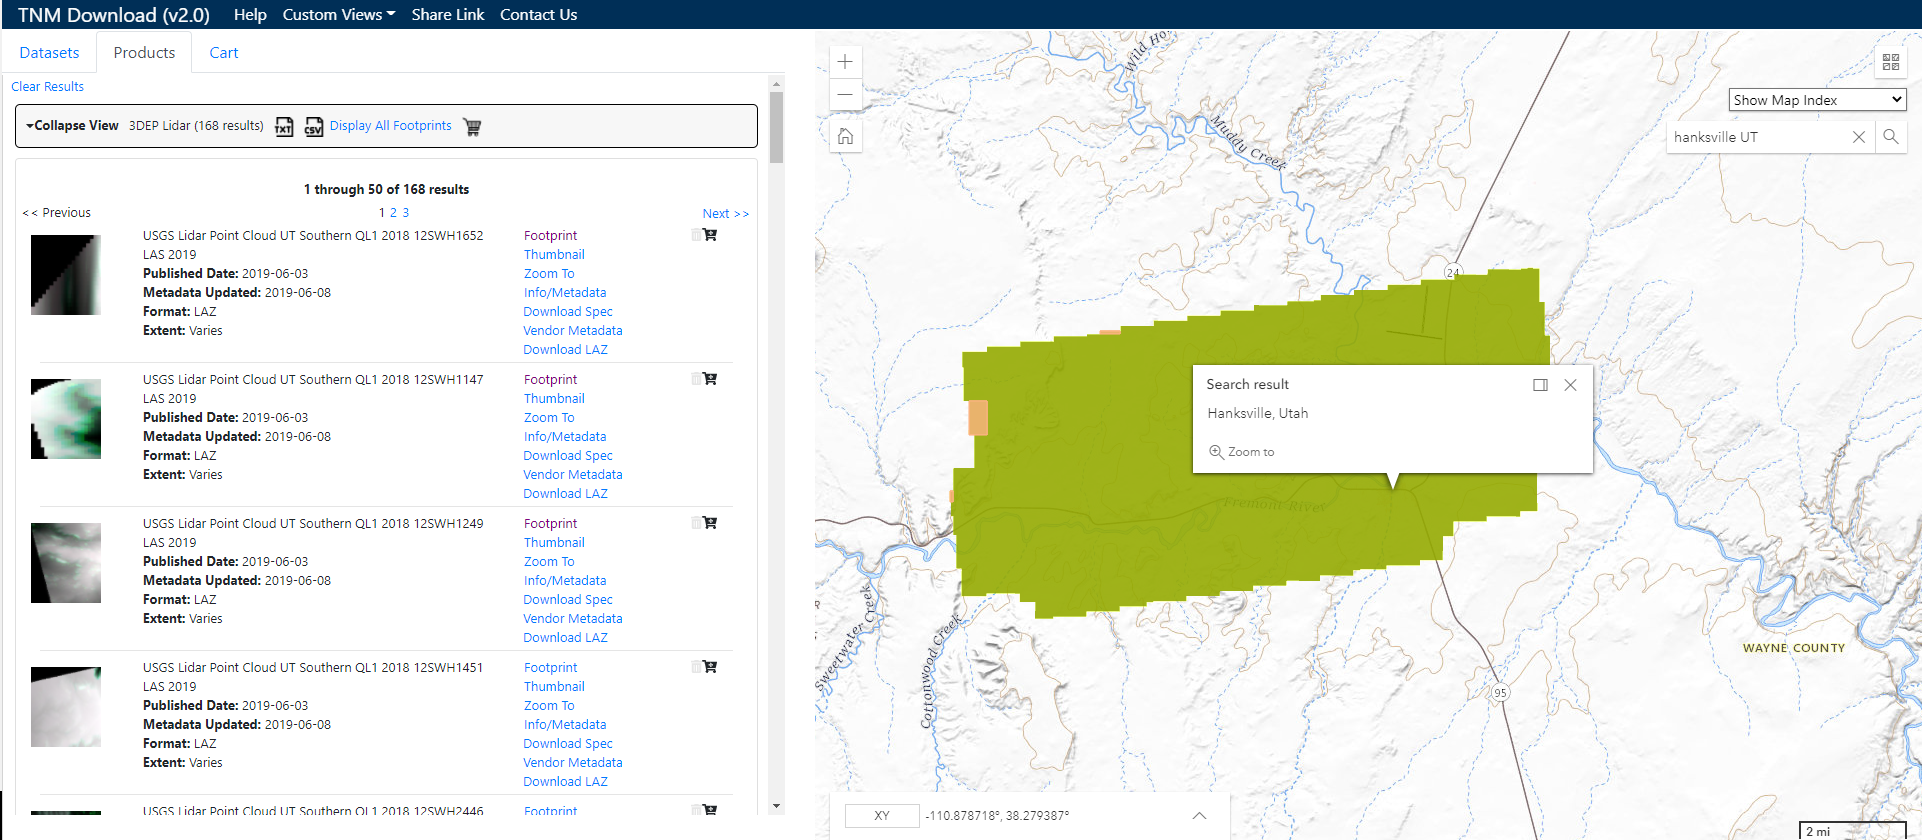 TNM Download (v2.0) Help Custom Views Share Link Contact Us
Datasets Products Cart
Clear Results
Collapse View 3DEP Lidar (168 results) TXT CSV Display All Footprints
1 through 50 of 168 results
<< Previous 1 2 3 Next >>
USGS Lidar Point Cloud UT Southern QL1 2018 12SWH1652
LAS 2019
Published Date: 2019-06-03
Metadata Updated: 2019-06-08
Format: LAZ
Extent: Varies
Footprint
Thumbnail
Zoom To
Info/Metadata
Download Spec
Vendor Metadata
Download LAZ
USGS Lidar Point Cloud UT Southern QL1 2018 12SWH1147
LAS 2019
Published Date: 2019-06-03
Metadata Updated: 2019-06-08
Format: LAZ
Extent: Varies
Footprint
Thumbnail
Zoom To
Info/Metadata
Download Spec
Vendor Metadata
Download LAZ
USGS Lidar Point Cloud UT Southern QL1 2018 12SWH1249
LAS 2019
Published Date: 2019-06-03
Metadata Updated: 2019-06-08
Format: LAZ
Extent: Varies
Footprint
Thumbnail
Zoom To
Info/Metadata
Download Spec
Vendor Metadata
Download LAZ
USGS Lidar Point Cloud UT Southern QL1 2018 12SWH1451
LAS 2019
Published Date: 2019-06-03
Metadata Updated: 2019-06-08
Format: LAZ
Extent: Varies
Footprint
Thumbnail
Zoom To
Info/Metadata
Download Spec
Vendor Metadata
Download LAZ
USGS Lidar Point Cloud UT Southern QL1 2018 12SWH2446
Footprint
Show Map Index
hanksville UT
Wild Ho
Muddy Creek
24
Search result
Hanksville, Utah
Zoom to
Fremont River
Sweetwater Creek
Cottonwood Creek
WAYNE COUNTY
95
XY -110.878718°, 38.279387°
2 mi